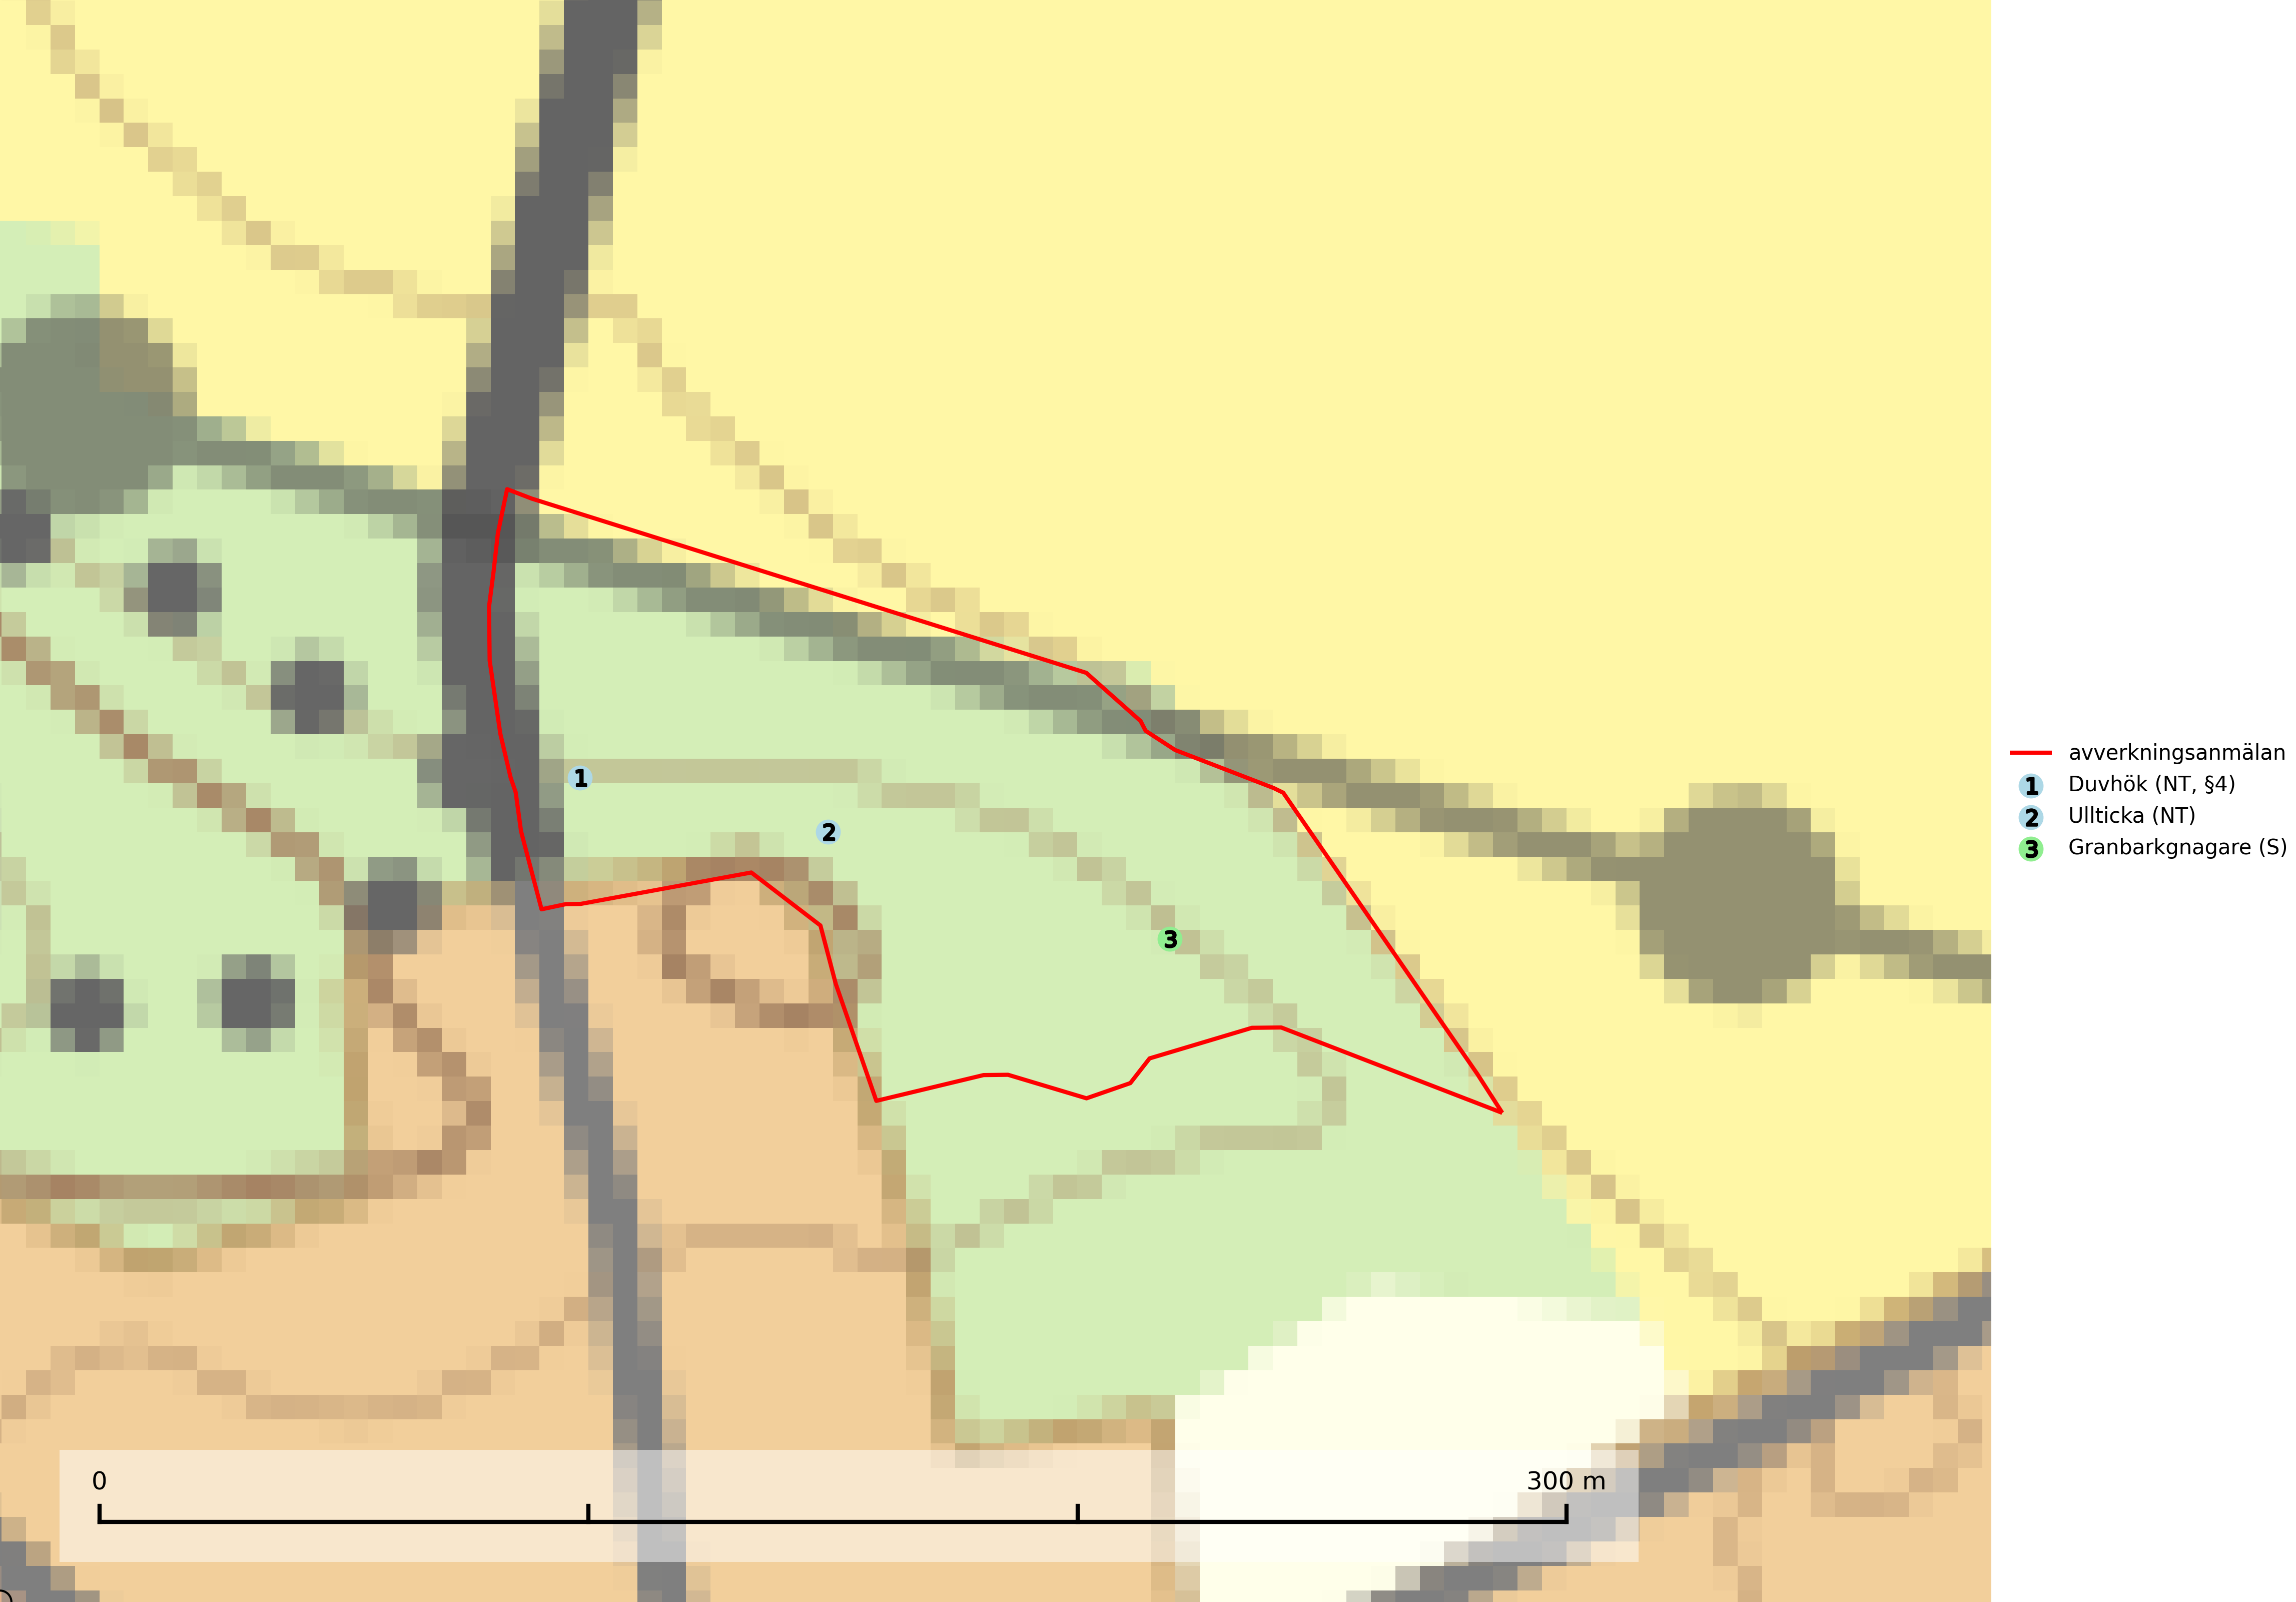 1
2
3
avverkningsanmälan
1 Duvhök (NT, §4)
2 Ullticka (NT)
3 Granbarkgnagare (S)
0 300 m